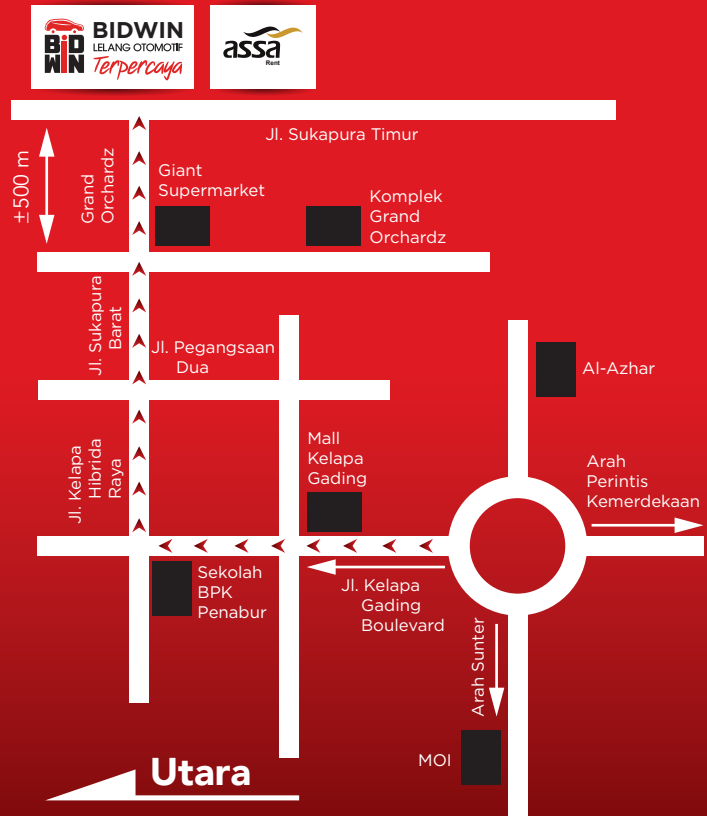 BIDWIN
BIDWIN
LELANG OTOMOTIF
Terpercaya
assa
Rent
Jl. Sukapura Timur
±500 m
Grand
Orchardz
Giant
Supermarket
Komplek
Grand
Orchardz
Jl. Sukapura
Barat
Jl. Pegangsaan
Dua
Al-Azhar
Mall
Kelapa
Gading
Jl. Kelapa
Hibrida
Raya
Arah
Perintis
Kemerdekaan
Sekolah
BPK
Penabur
Jl. Kelapa
Gading
Boulevard
Arah Sunter
MOI
Utara